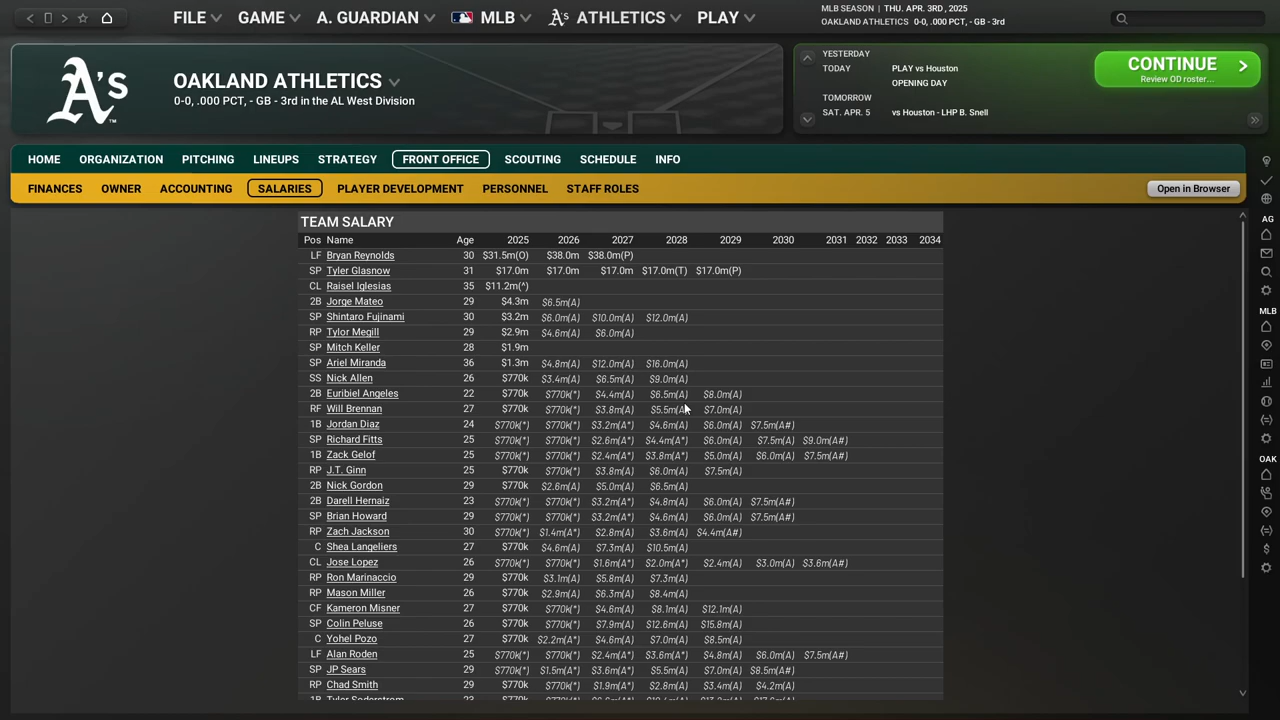 FILE GAME A. GUARDIAN MLB A's ATHLETICS PLAY
MLB SEASON | THU. APR. 3RD, 2025
OAKLAND ATHLETICS 0-0, .000 PCT, - GB - 3rd
A's
OAKLAND ATHLETICS
0-0, .000 PCT, - GB - 3rd in the AL West Division
YESTERDAY
TODAY PLAY vs Houston
OPENING DAY
TOMORROW
SAT. APR. 5 vs Houston - LHP B. Snell
CONTINUE
Review OD roster...
HOME ORGANIZATION PITCHING LINEUPS STRATEGY FRONT OFFICE SCOUTING SCHEDULE INFO
FINANCES OWNER ACCOUNTING SALARIES PLAYER DEVELOPMENT PERSONNEL STAFF ROLES Open in Browser
TEAM SALARY
Pos Name Age 2025 2026 2027 2028 2029 2030 2031 2032 2033 2034
LF Bryan Reynolds 30 $31.5m(O) $38.0m $38.0m(P)
SP Tyler Glasnow 31 $17.0m $17.0m $17.0m $17.0m(T) $17.0m(P)
CL Raisel Iglesias 35 $11.2m(^)
2B Jorge Mateo 29 $4.3m $6.5m(A)
SP Shintaro Fujinami 30 $3.2m $6.0m(A) $10.0m(A) $12.0m(A)
RP Tylor Megill 29 $2.9m $4.6m(A) $6.0m(A)
SP Mitch Keller 28 $1.9m
SP Ariel Miranda 36 $1.3m $4.8m(A) $12.0m(A) $16.0m(A)
SS Nick Allen 26 $770k $3.4m(A) $6.5m(A) $9.0m(A)
2B Euribiel Angeles 22 $770k $770k(*) $4.4m(A) $6.5m(A) $8.0m(A)
RF Will Brennan 27 $770k $770k(*) $3.8m(A) $5.5m(A) $7.0m(A)
1B Jordan Diaz 24 $770k(*) $770k(*) $3.2m(A*) $4.6m(A) $6.0m(A) $7.5m(A#)
SP Richard Fitts 25 $770k(*) $770k(*) $2.6m(A*) $4.4m(A*) $6.0m(A) $7.5m(A) $9.0m(A#)
1B Zack Gelof 25 $770k(*) $770k(*) $2.4m(A*) $3.8m(A*) $5.0m(A) $6.0m(A) $7.5m(A#)
RP J.T. Ginn 25 $770k $770k(*) $3.8m(A) $6.0m(A) $7.5m(A)
2B Nick Gordon 29 $770k $2.6m(A) $5.0m(A) $6.5m(A)
2B Darell Hernaiz 23 $770k(*) $770k(*) $3.2m(A*) $4.8m(A) $6.0m(A) $7.5m(A#)
SP Brian Howard 29 $770k(*) $770k(*) $3.2m(A*) $4.6m(A) $6.0m(A) $7.5m(A#)
RP Zach Jackson 30 $770k(*) $1.4m(A*) $2.8m(A) $3.6m(A) $4.4m(A#)
C Shea Langeliers 27 $770k $4.6m(A) $7.3m(A) $10.5m(A)
CL Jose Lopez 26 $770k(*) $770k(*) $1.6m(A*) $2.0m(A*) $2.4m(A) $3.0m(A) $3.6m(A#)
RP Ron Marinaccio 29 $770k $3.1m(A) $5.8m(A) $7.3m(A)
RP Mason Miller 26 $770k $2.9m(A) $6.3m(A) $8.4m(A)
CF Kameron Misner 27 $770k $770k(*) $4.6m(A) $8.1m(A) $12.1m(A)
SP Colin Peluse 26 $770k $770k(*) $7.9m(A) $12.6m(A) $15.8m(A)
C Yohel Pozo 27 $770k $2.2m(A*) $4.6m(A) $7.0m(A) $8.5m(A)
LF Alan Roden 25 $770k(*) $770k(*) $2.4m(A*) $3.6m(A*) $4.8m(A) $6.0m(A) $7.5m(A#)
SP JP Sears 29 $770k(*) $1.5m(A*) $3.6m(A*) $5.5m(A) $7.0m(A) $8.5m(A#)
RP Chad Smith 29 $770k $770k(*) $1.9m(A*) $2.8m(A) $3.4m(A) $4.2m(A)
1B Tyler Soderstrom 23 $770k
AG
MLB
OAK